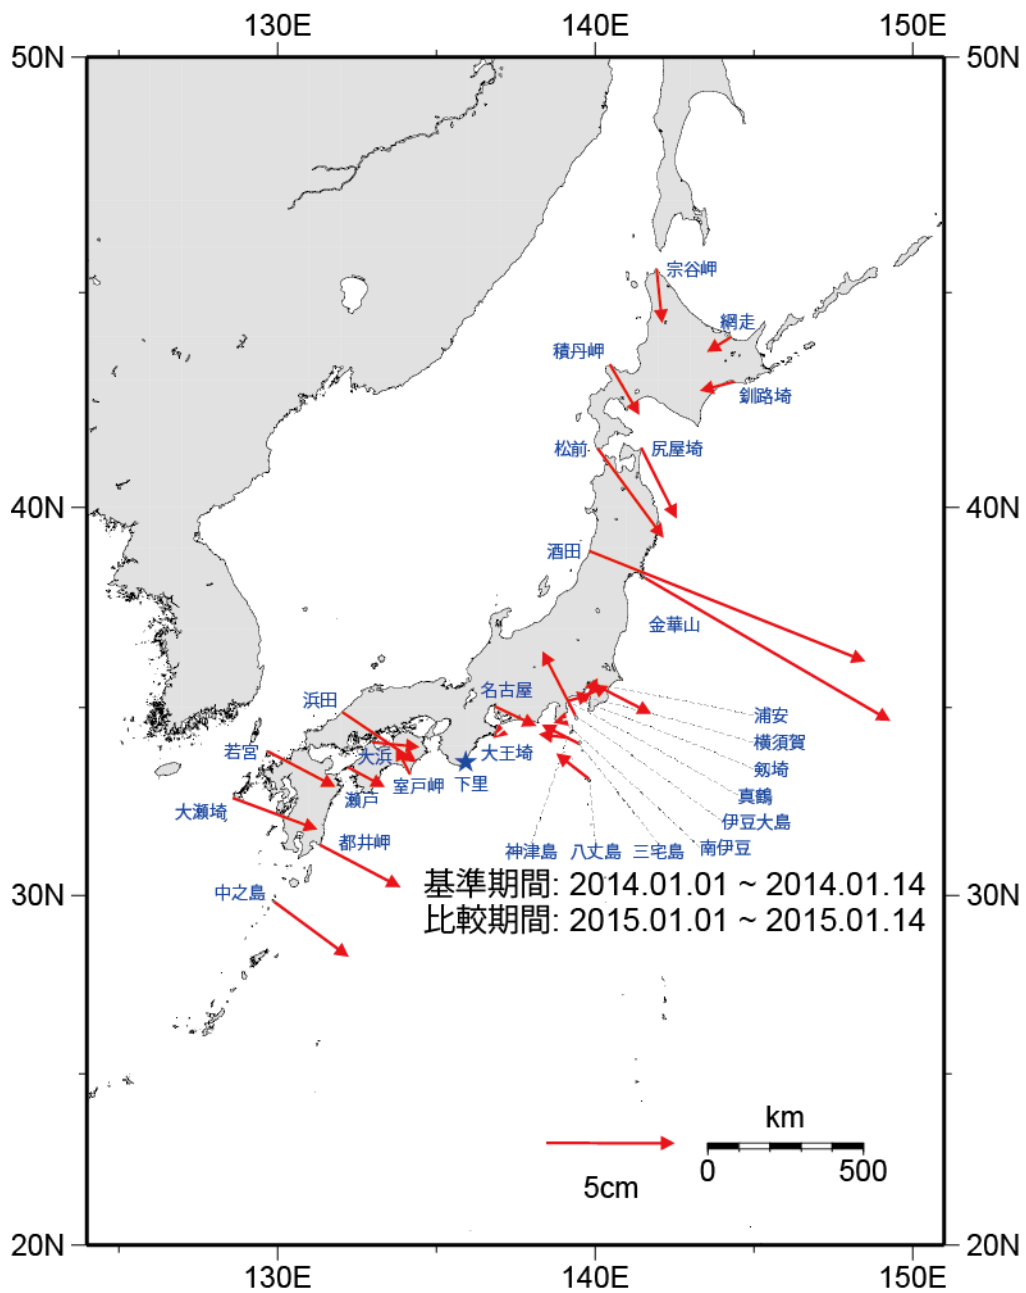 130E 140E 150E
50N 50N
宗谷岬
網走
積丹岬
釧路埼
松前 尻屋埼
40N 40N
酒田
金華山
名古屋
浜田
浦安
横須賀
若宮 大浜 大王埼
剱埼
室戸岬 下里
瀬戸
真鶴
大瀬埼
伊豆大島
都井岬
神津島 八丈島 三宅島 南伊豆
基準期間: 2014.01.01 ~ 2014.01.14
中之島
30N 30N
比較期間: 2015.01.01 ~ 2015.01.14
km
0 500
5cm
20N 20N
130E 140E 150E